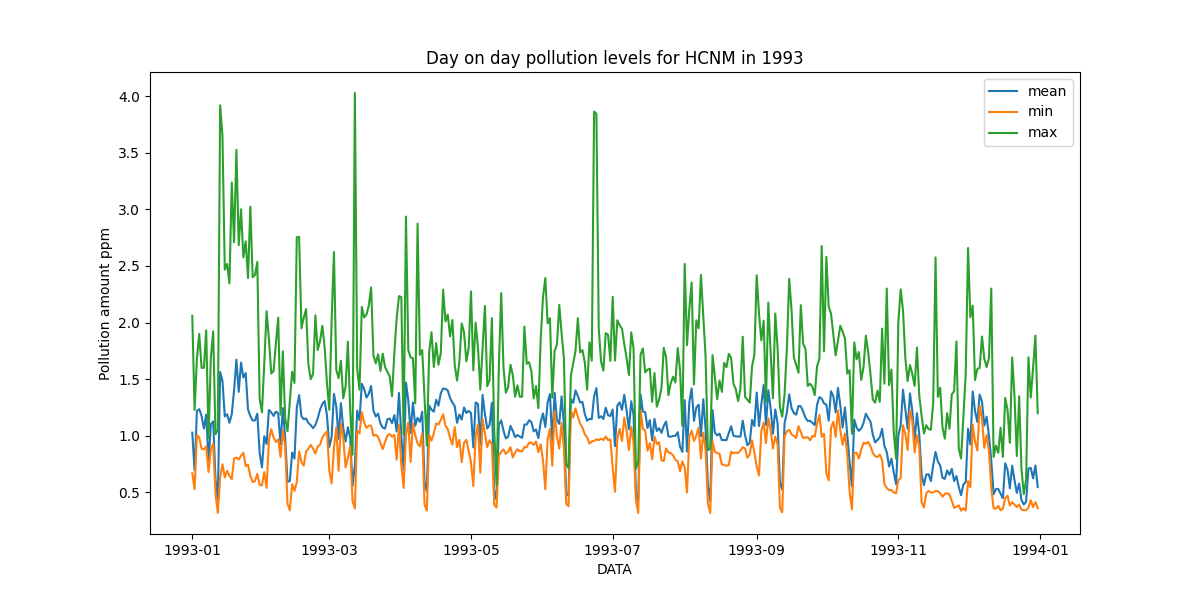 Day on day pollution levels for HCNM in 1993
mean
min
max
Pollution amount ppm
4.0
3.5
3.0
2.5
2.0
1.5
1.0
0.5
1993-01 1993-03 1993-05 1993-07 1993-09 1993-11 1994-01
DATA